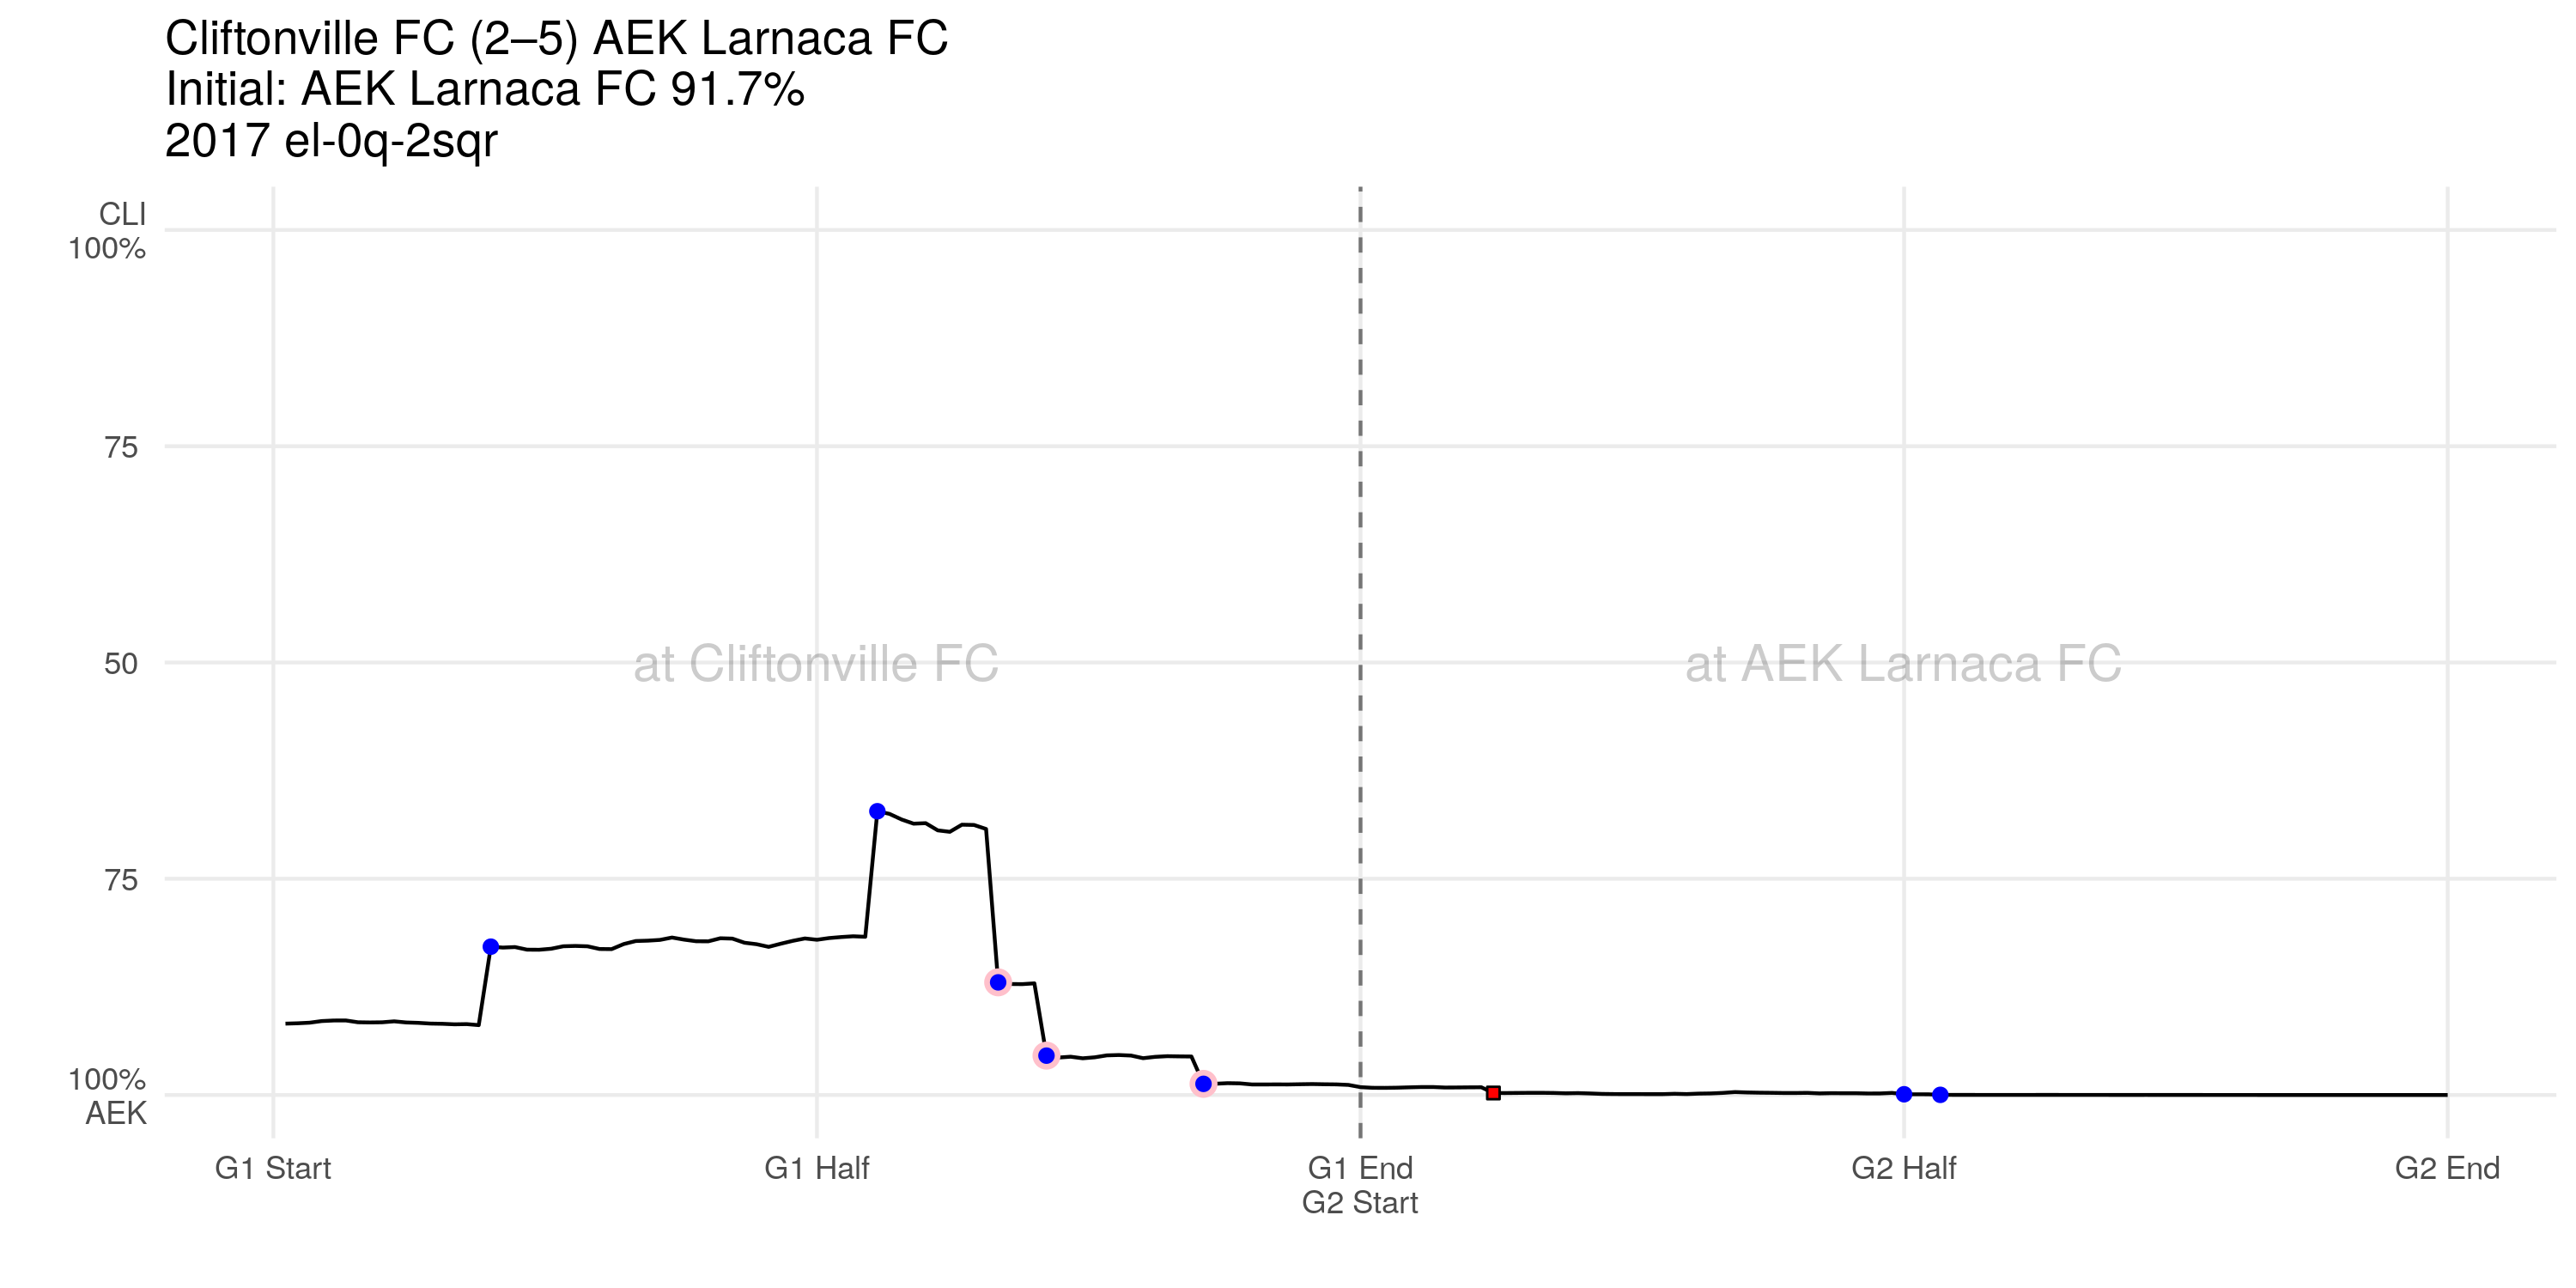 Cliftonville FC (2–5) AEK Larnaca FC
Initial: AEK Larnaca FC 91.7%
2017 el-0q-2sqr
CLI
100%
75
50
75
100%
AEK
at Cliftonville FC
at AEK Larnaca FC
G1 Start
G1 Half
G1 End
G2 Start
G2 Half
G2 End